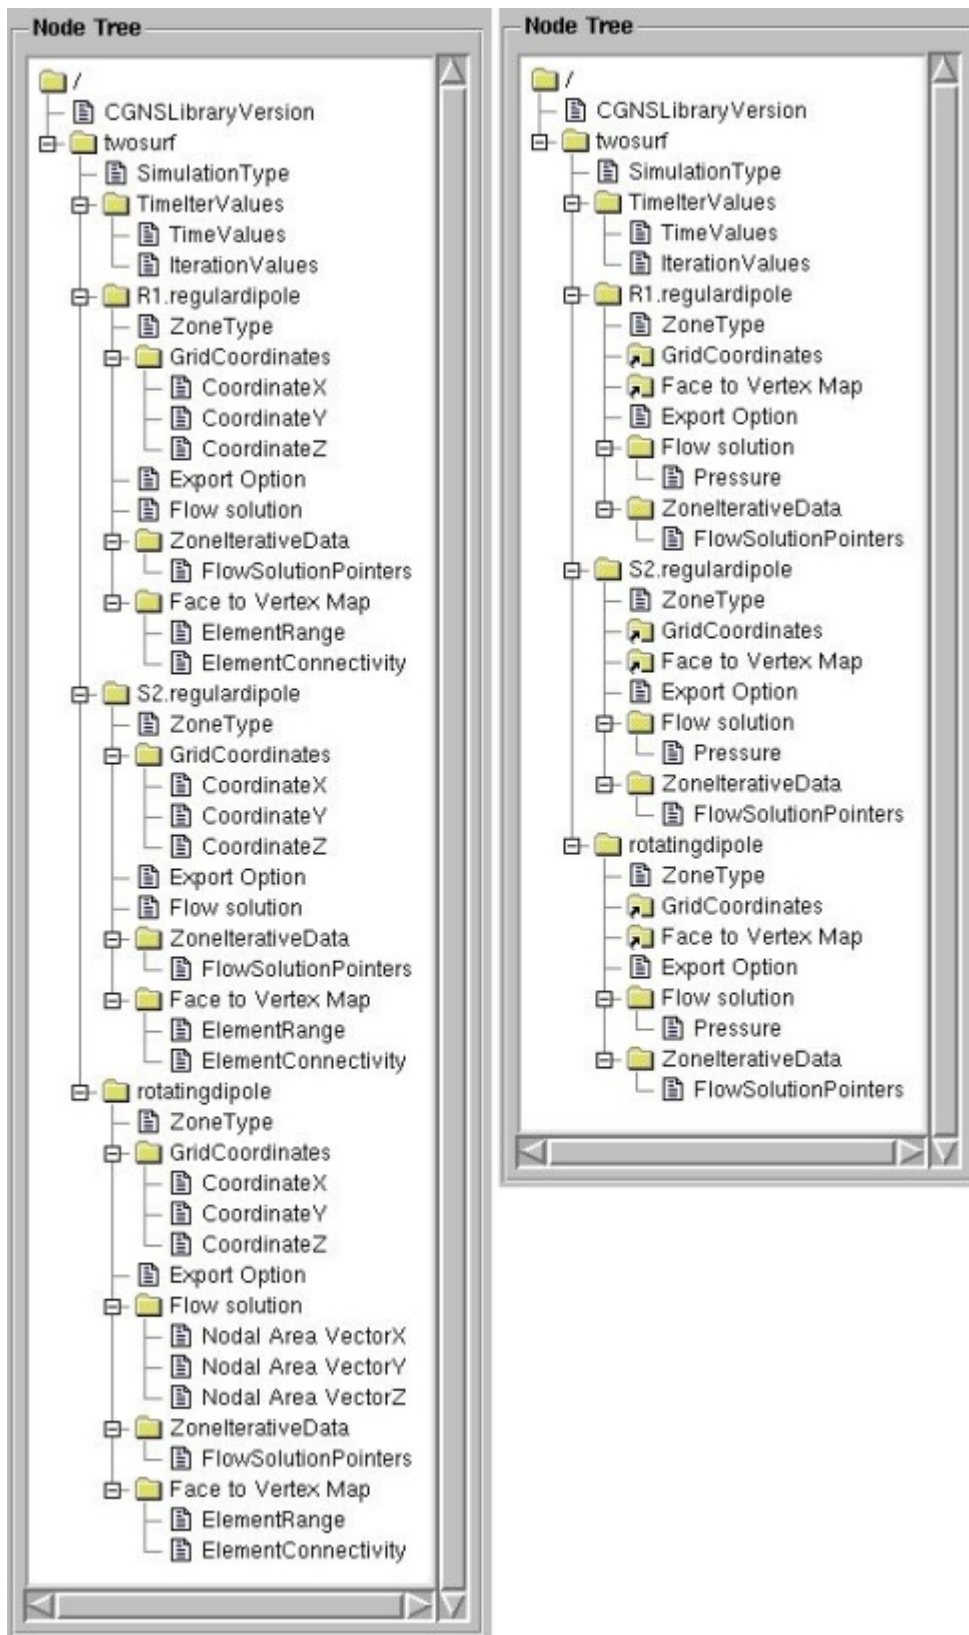 Node Tree
/
CGNSLibraryVersion
twosurf
SimulationType
TimeIterValues
TimeValues
IterationValues
R1.regulardipole
ZoneType
GridCoordinates
CoordinateX
CoordinateY
CoordinateZ
Export Option
Flow solution
ZoneIterativeData
FlowSolutionPointers
Face to Vertex Map
ElementRange
ElementConnectivity
S2.regulardipole
ZoneType
GridCoordinates
CoordinateX
CoordinateY
CoordinateZ
Export Option
Flow solution
ZoneIterativeData
FlowSolutionPointers
Face to Vertex Map
ElementRange
ElementConnectivity
rotatingdipole
ZoneType
GridCoordinates
CoordinateX
CoordinateY
CoordinateZ
Export Option
Flow solution
Nodal Area VectorX
Nodal Area VectorY
Nodal Area VectorZ
ZoneIterativeData
FlowSolutionPointers
Face to Vertex Map
ElementRange
ElementConnectivity
Node Tree
/
CGNSLibraryVersion
twosurf
SimulationType
TimeIterValues
TimeValues
IterationValues
R1.regulardipole
ZoneType
GridCoordinates
Face to Vertex Map
Export Option
Flow solution
Pressure
ZoneIterativeData
FlowSolutionPointers
S2.regulardipole
ZoneType
GridCoordinates
Face to Vertex Map
Export Option
Flow solution
Pressure
ZoneIterativeData
FlowSolutionPointers
rotatingdipole
ZoneType
GridCoordinates
Face to Vertex Map
Export Option
Flow solution
Pressure
ZoneIterativeData
FlowSolutionPointers